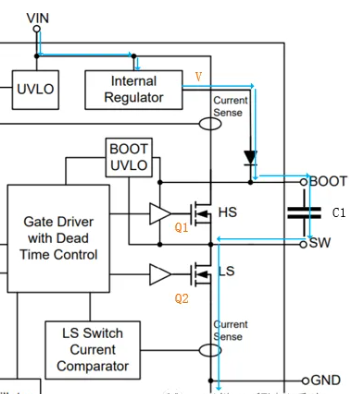 VIN
UVLO
Internal
Regulator
V
Current
Sense
BOOT
UVLO
BOOT
C1
Gate Driver
with Dead
Time Control
HS
Q1
SW
LS
Q2
LS Switch
Current
Comparator
Current
Sense
GND